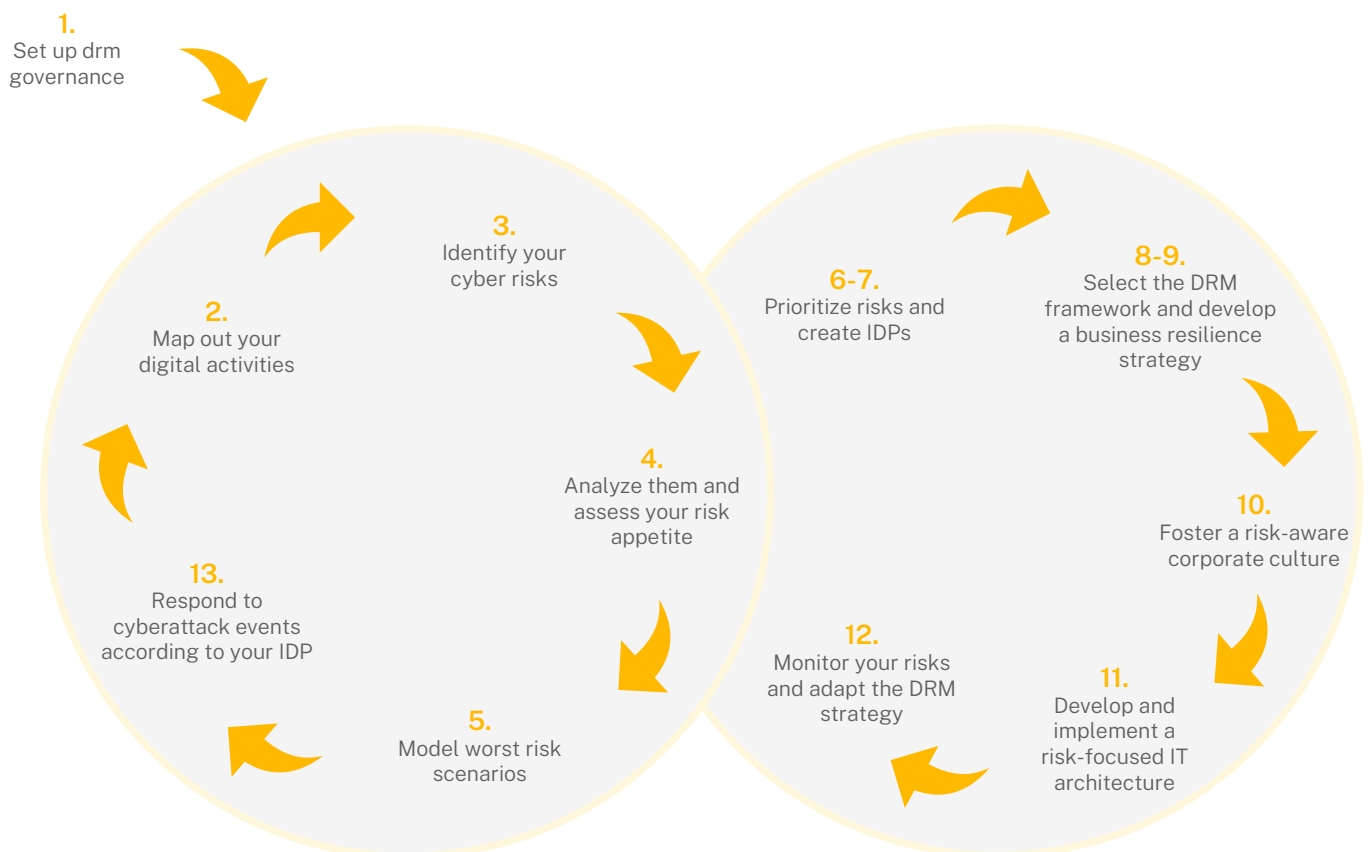 1.
Set up drm
governance
2.
Map out your
digital activities
3.
Identify your
cyber risks
4.
Analyze them and
assess your risk
appetite
5.
Model worst risk
scenarios
6-7.
Prioritize risks and
create IDPs
8-9.
Select the DRM
framework and develop
a business resilience
strategy
10.
Foster a risk-aware
corporate culture
11.
Develop and
implement a
risk-focused IT
architecture
12.
Monitor your risks
and adapt the DRM
strategy
13.
Respond to
cyberattack events
according to your IDP